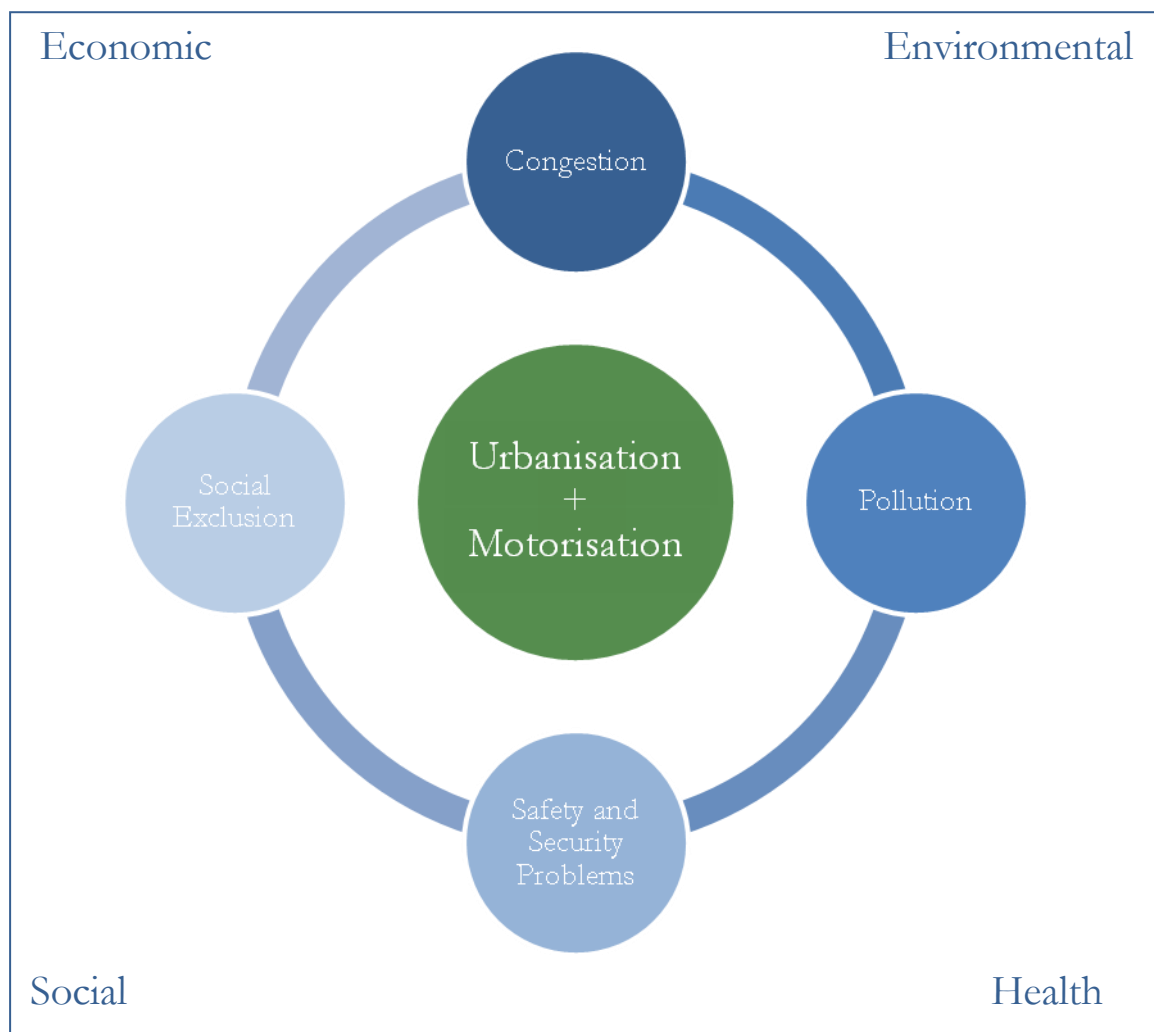 Economic
Environmental
Congestion
Urbanisation
+
Motorisation
Social
Exclusion
Pollution
Safety and
Security
Problems
Social
Health